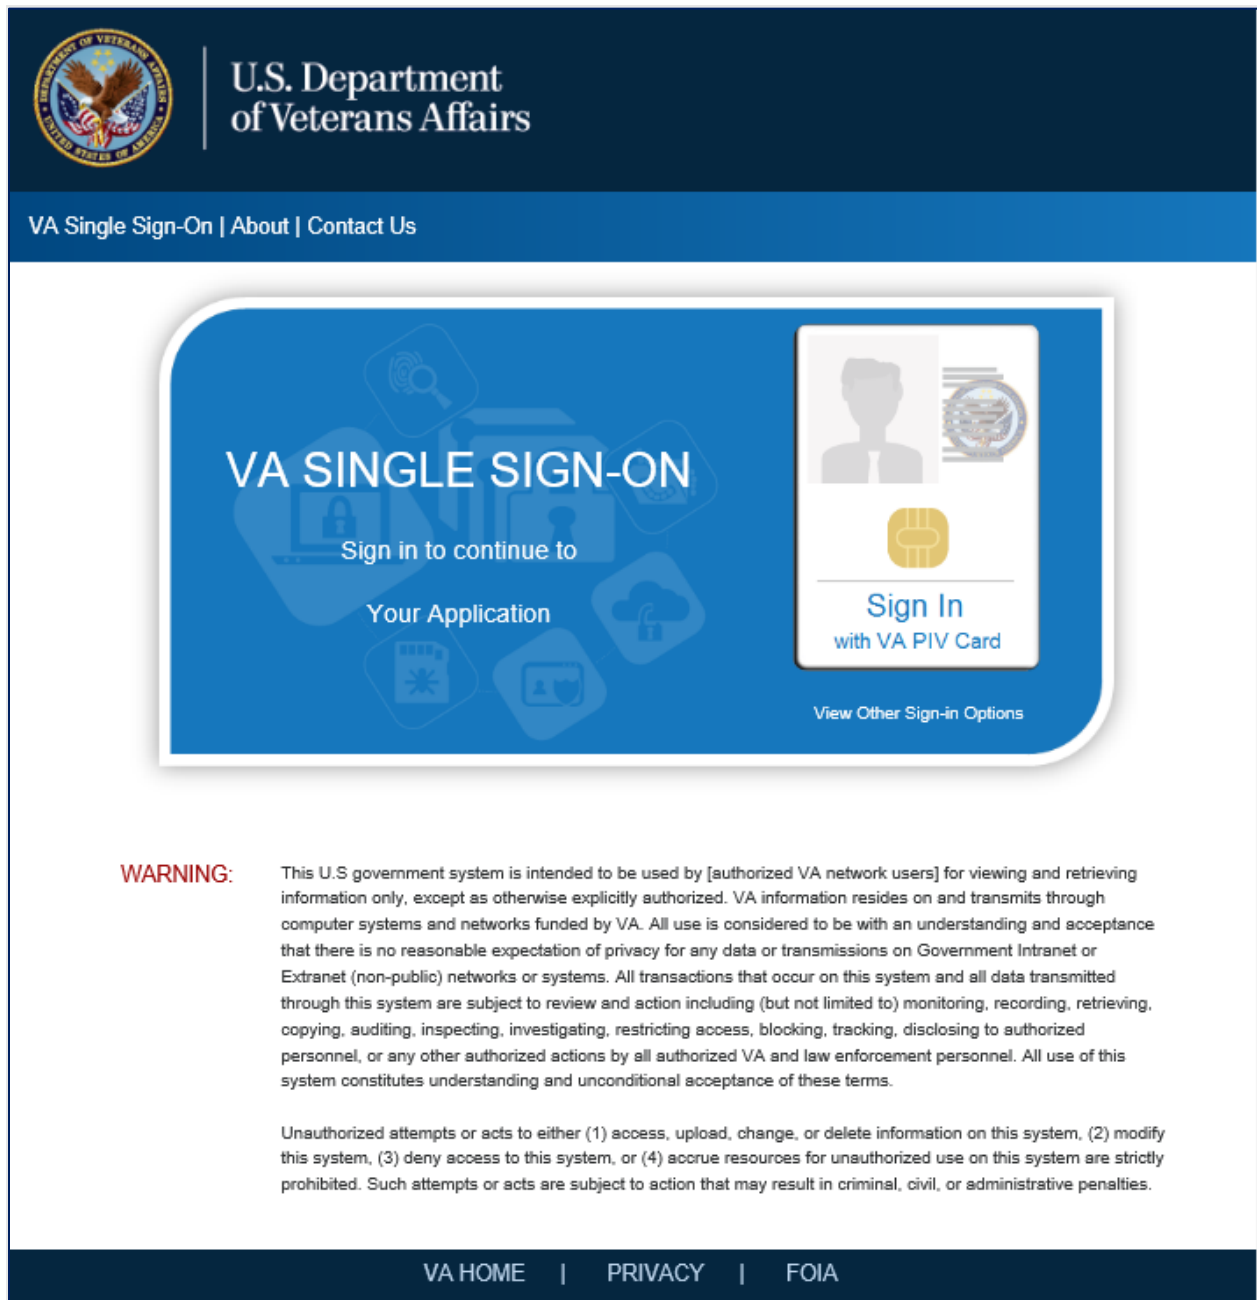 DEPARTMENT OF VETERANS AFFAIRS
UNITED STATES OF AMERICA
U.S. Department
of Veterans Affairs
VA Single Sign-On | About | Contact Us
VA SINGLE SIGN-ON
Sign in to continue to
Your Application
Sign In
with VA PIV Card
View Other Sign-in Options
WARNING:
This U.S government system is intended to be used by [authorized VA network users] for viewing and retrieving
information only, except as otherwise explicitly authorized. VA information resides on and transmits through
computer systems and networks funded by VA. All use is considered to be with an understanding and acceptance
that there is no reasonable expectation of privacy for any data or transmissions on Government Intranet or
Extranet (non-public) networks or systems. All transactions that occur on this system and all data transmitted
through this system are subject to review and action including (but not limited to) monitoring, recording, retrieving,
copying, auditing, inspecting, investigating, restricting access, blocking, tracking, disclosing to authorized
personnel, or any other authorized actions by all authorized VA and law enforcement personnel. All use of this
system constitutes understanding and unconditional acceptance of these terms.
Unauthorized attempts or acts to either (1) access, upload, change, or delete information on this system, (2) modify
this system, (3) deny access to this system, or (4) accrue resources for unauthorized use on this system are strictly
prohibited. Such attempts or acts are subject to action that may result in criminal, civil, or administrative penalties.
VA HOME | PRIVACY | FOIA